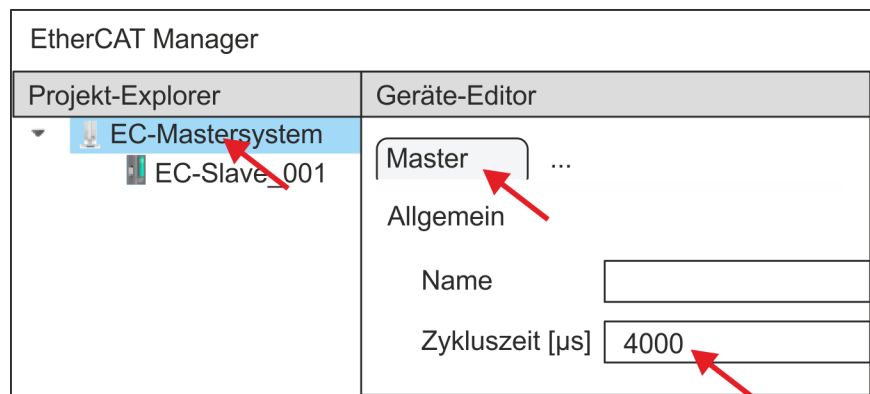 EtherCAT Manager
Projekt-Explorer
Geräte-Editor
EC-Mastersystem
EC-Slave_001
Master ...
Allgemein
Name
Zykluszeit [µs] 4000